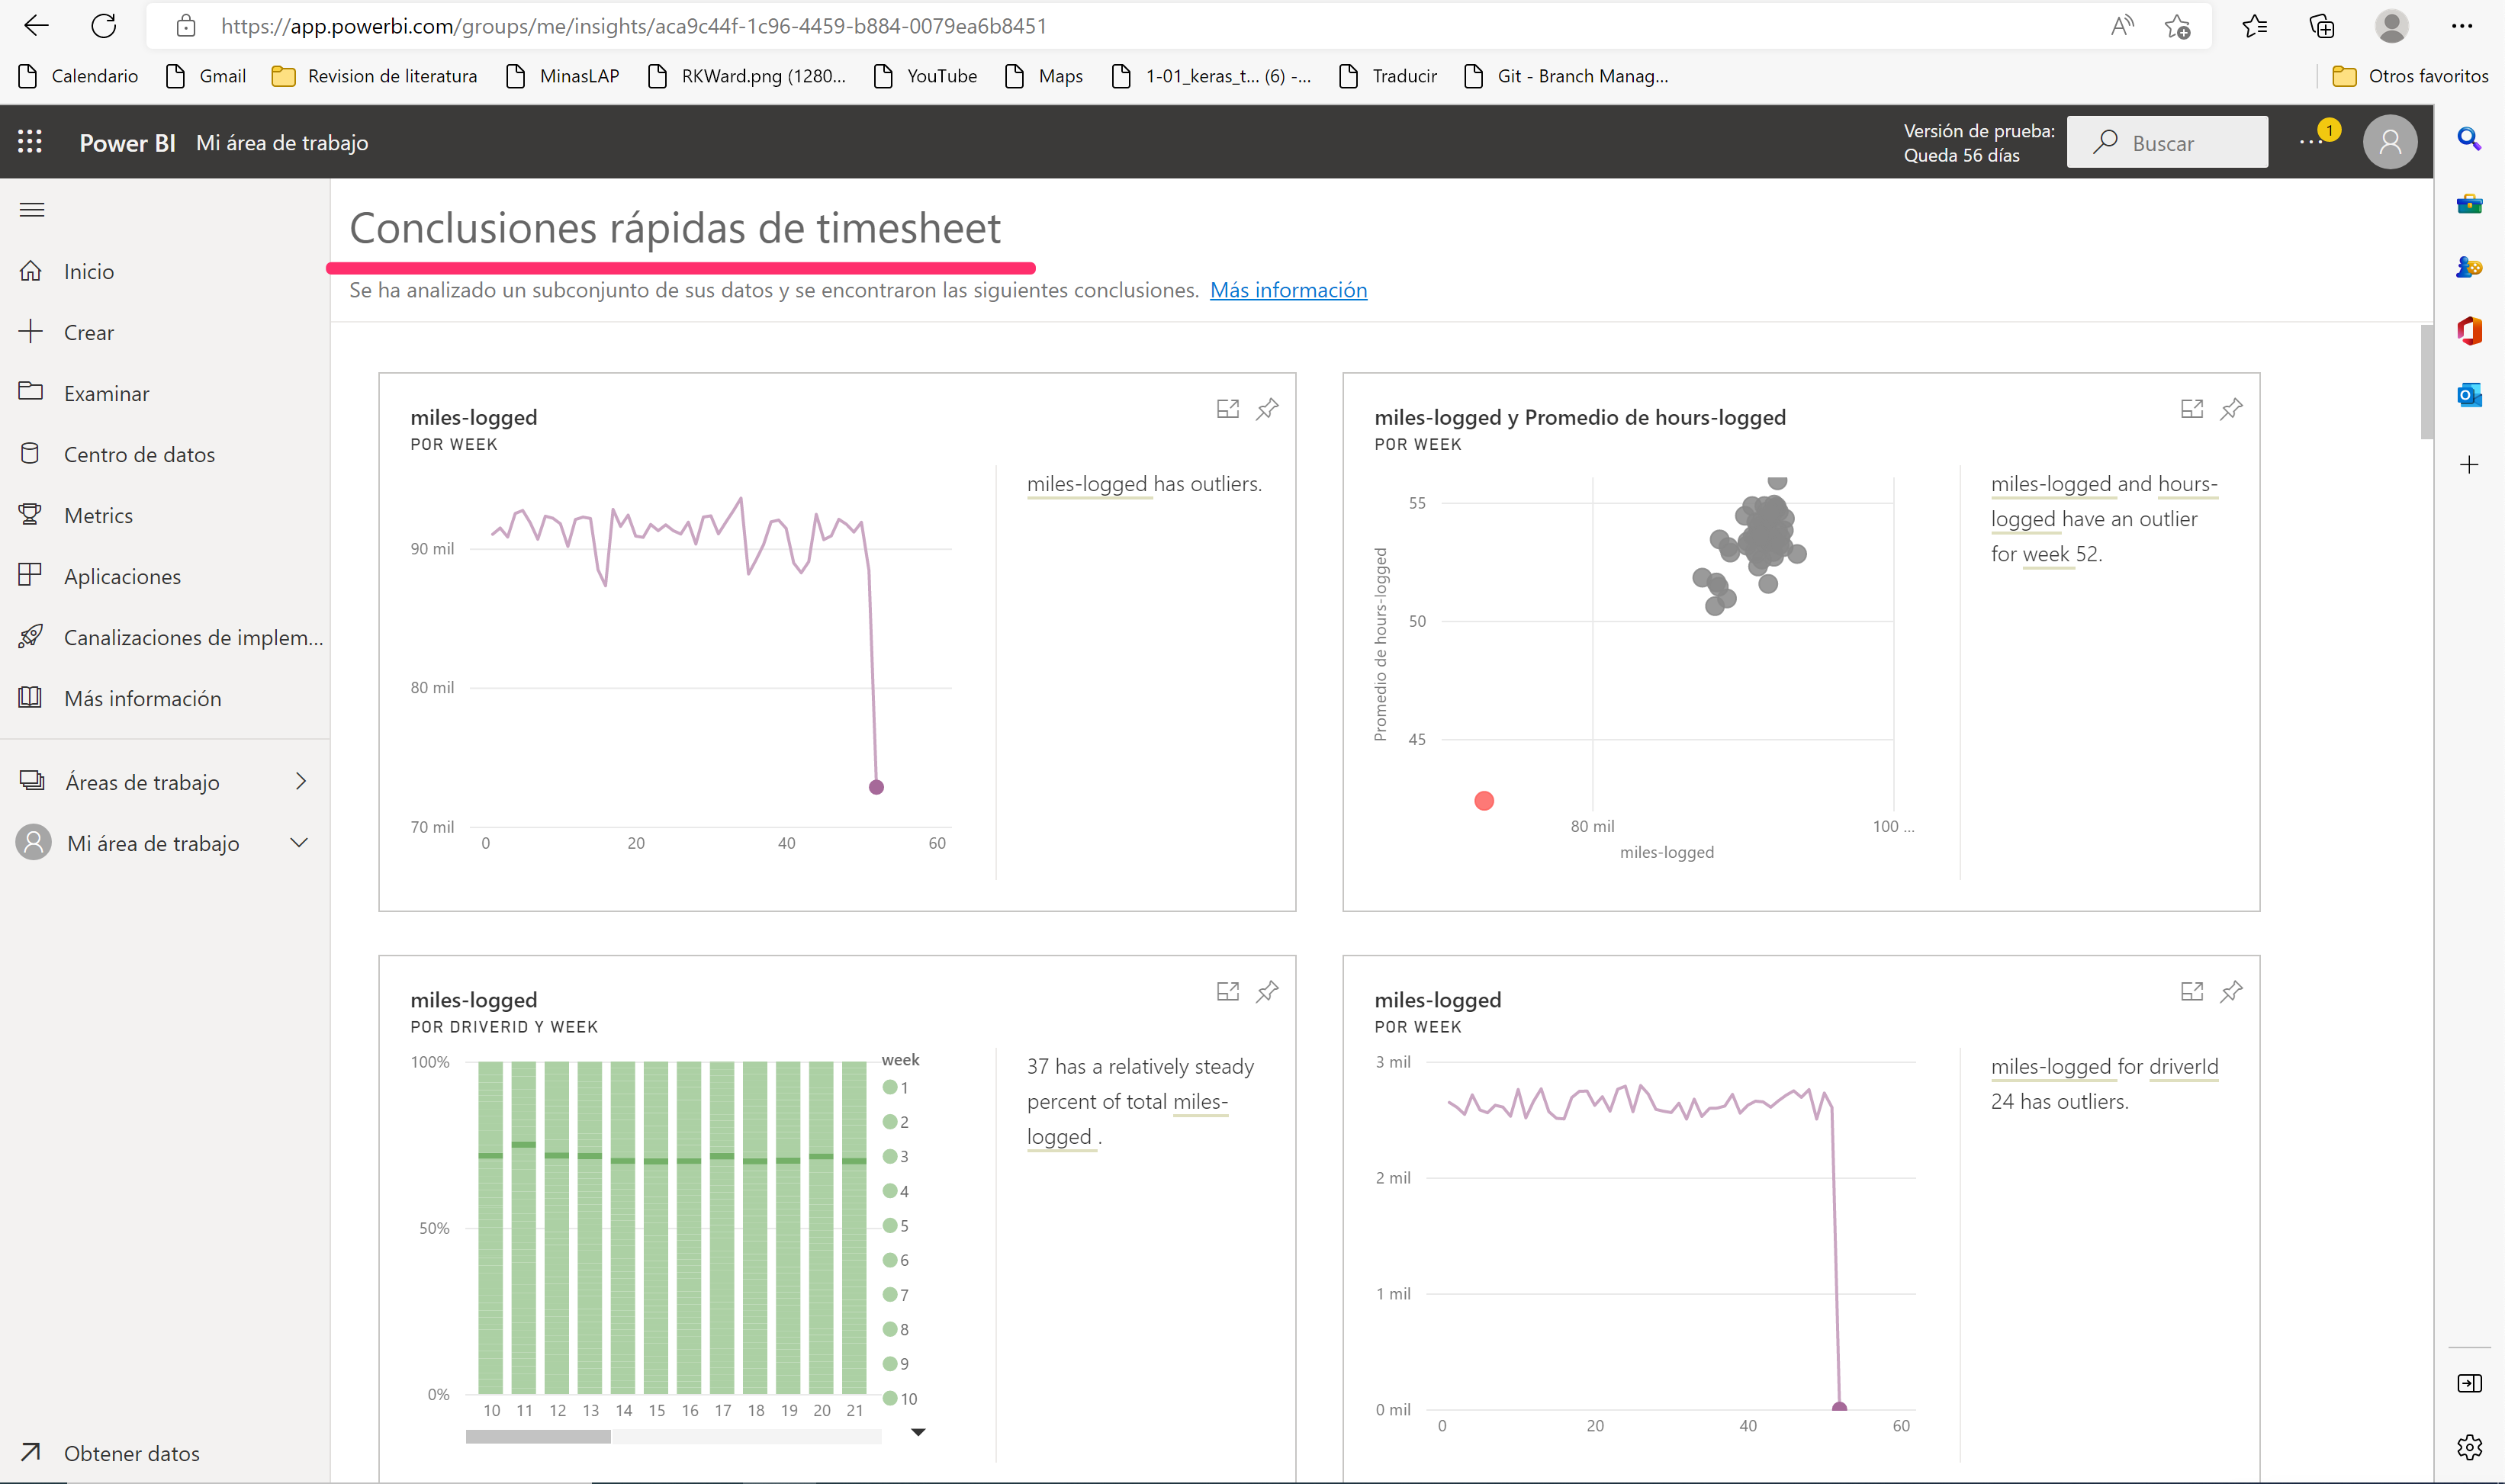 https://app.powerbi.com/groups/me/insights/aca9c44f-1c96-4459-b884-0079ea6b8451
Calendario
Gmail
Revision de literatura
MinasLAP
RKWard.png (1280...
YouTube
Maps
1-01_keras_t... (6) -...
Traducir
Git - Branch Manag...
Otros favoritos
Power BI
Mi área de trabajo
Versión de prueba:
Queda 56 días
Buscar
1
Inicio
Crear
Examinar
Centro de datos
Metrics
Aplicaciones
Canalizaciones de implem...
Más información
Áreas de trabajo
Mi área de trabajo
Obtener datos
Conclusiones rápidas de timesheet
Se ha analizado un subconjunto de sus datos y se encontraron las siguientes conclusiones. Más información
miles-logged
POR WEEK
90 mil
80 mil
70 mil
0 20 40 60
miles-logged has outliers.
miles-logged y Promedio de hours-logged
POR WEEK
Promedio de hours-logged
55
50
45
80 mil 100 ...
miles-logged
miles-logged and hours-
logged have an outlier
for week 52.
miles-logged
POR DRIVERID Y WEEK
100%
50%
0%
10 11 12 13 14 15 16 17 18 19 20 21
week
1
2
3
4
5
6
7
8
9
10
37 has a relatively steady
percent of total miles-
logged .
miles-logged
POR WEEK
3 mil
2 mil
1 mil
0 mil
0 20 40 60
miles-logged for driverId
24 has outliers.